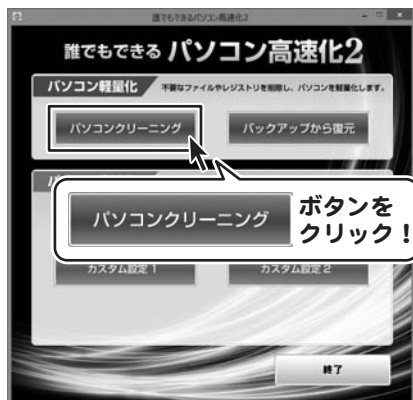 誰でもできるパソコン高速化2
誰でもできる パソコン高速化2
パソコン軽量化
不要なファイルやレジストリを削除し、パソコンを軽量化します。
パソコンクリーニング
バックアップから復元
パソコンクリーニング
ボタンを
クリック！
カスタム設定 1
カスタム設定 2
終了